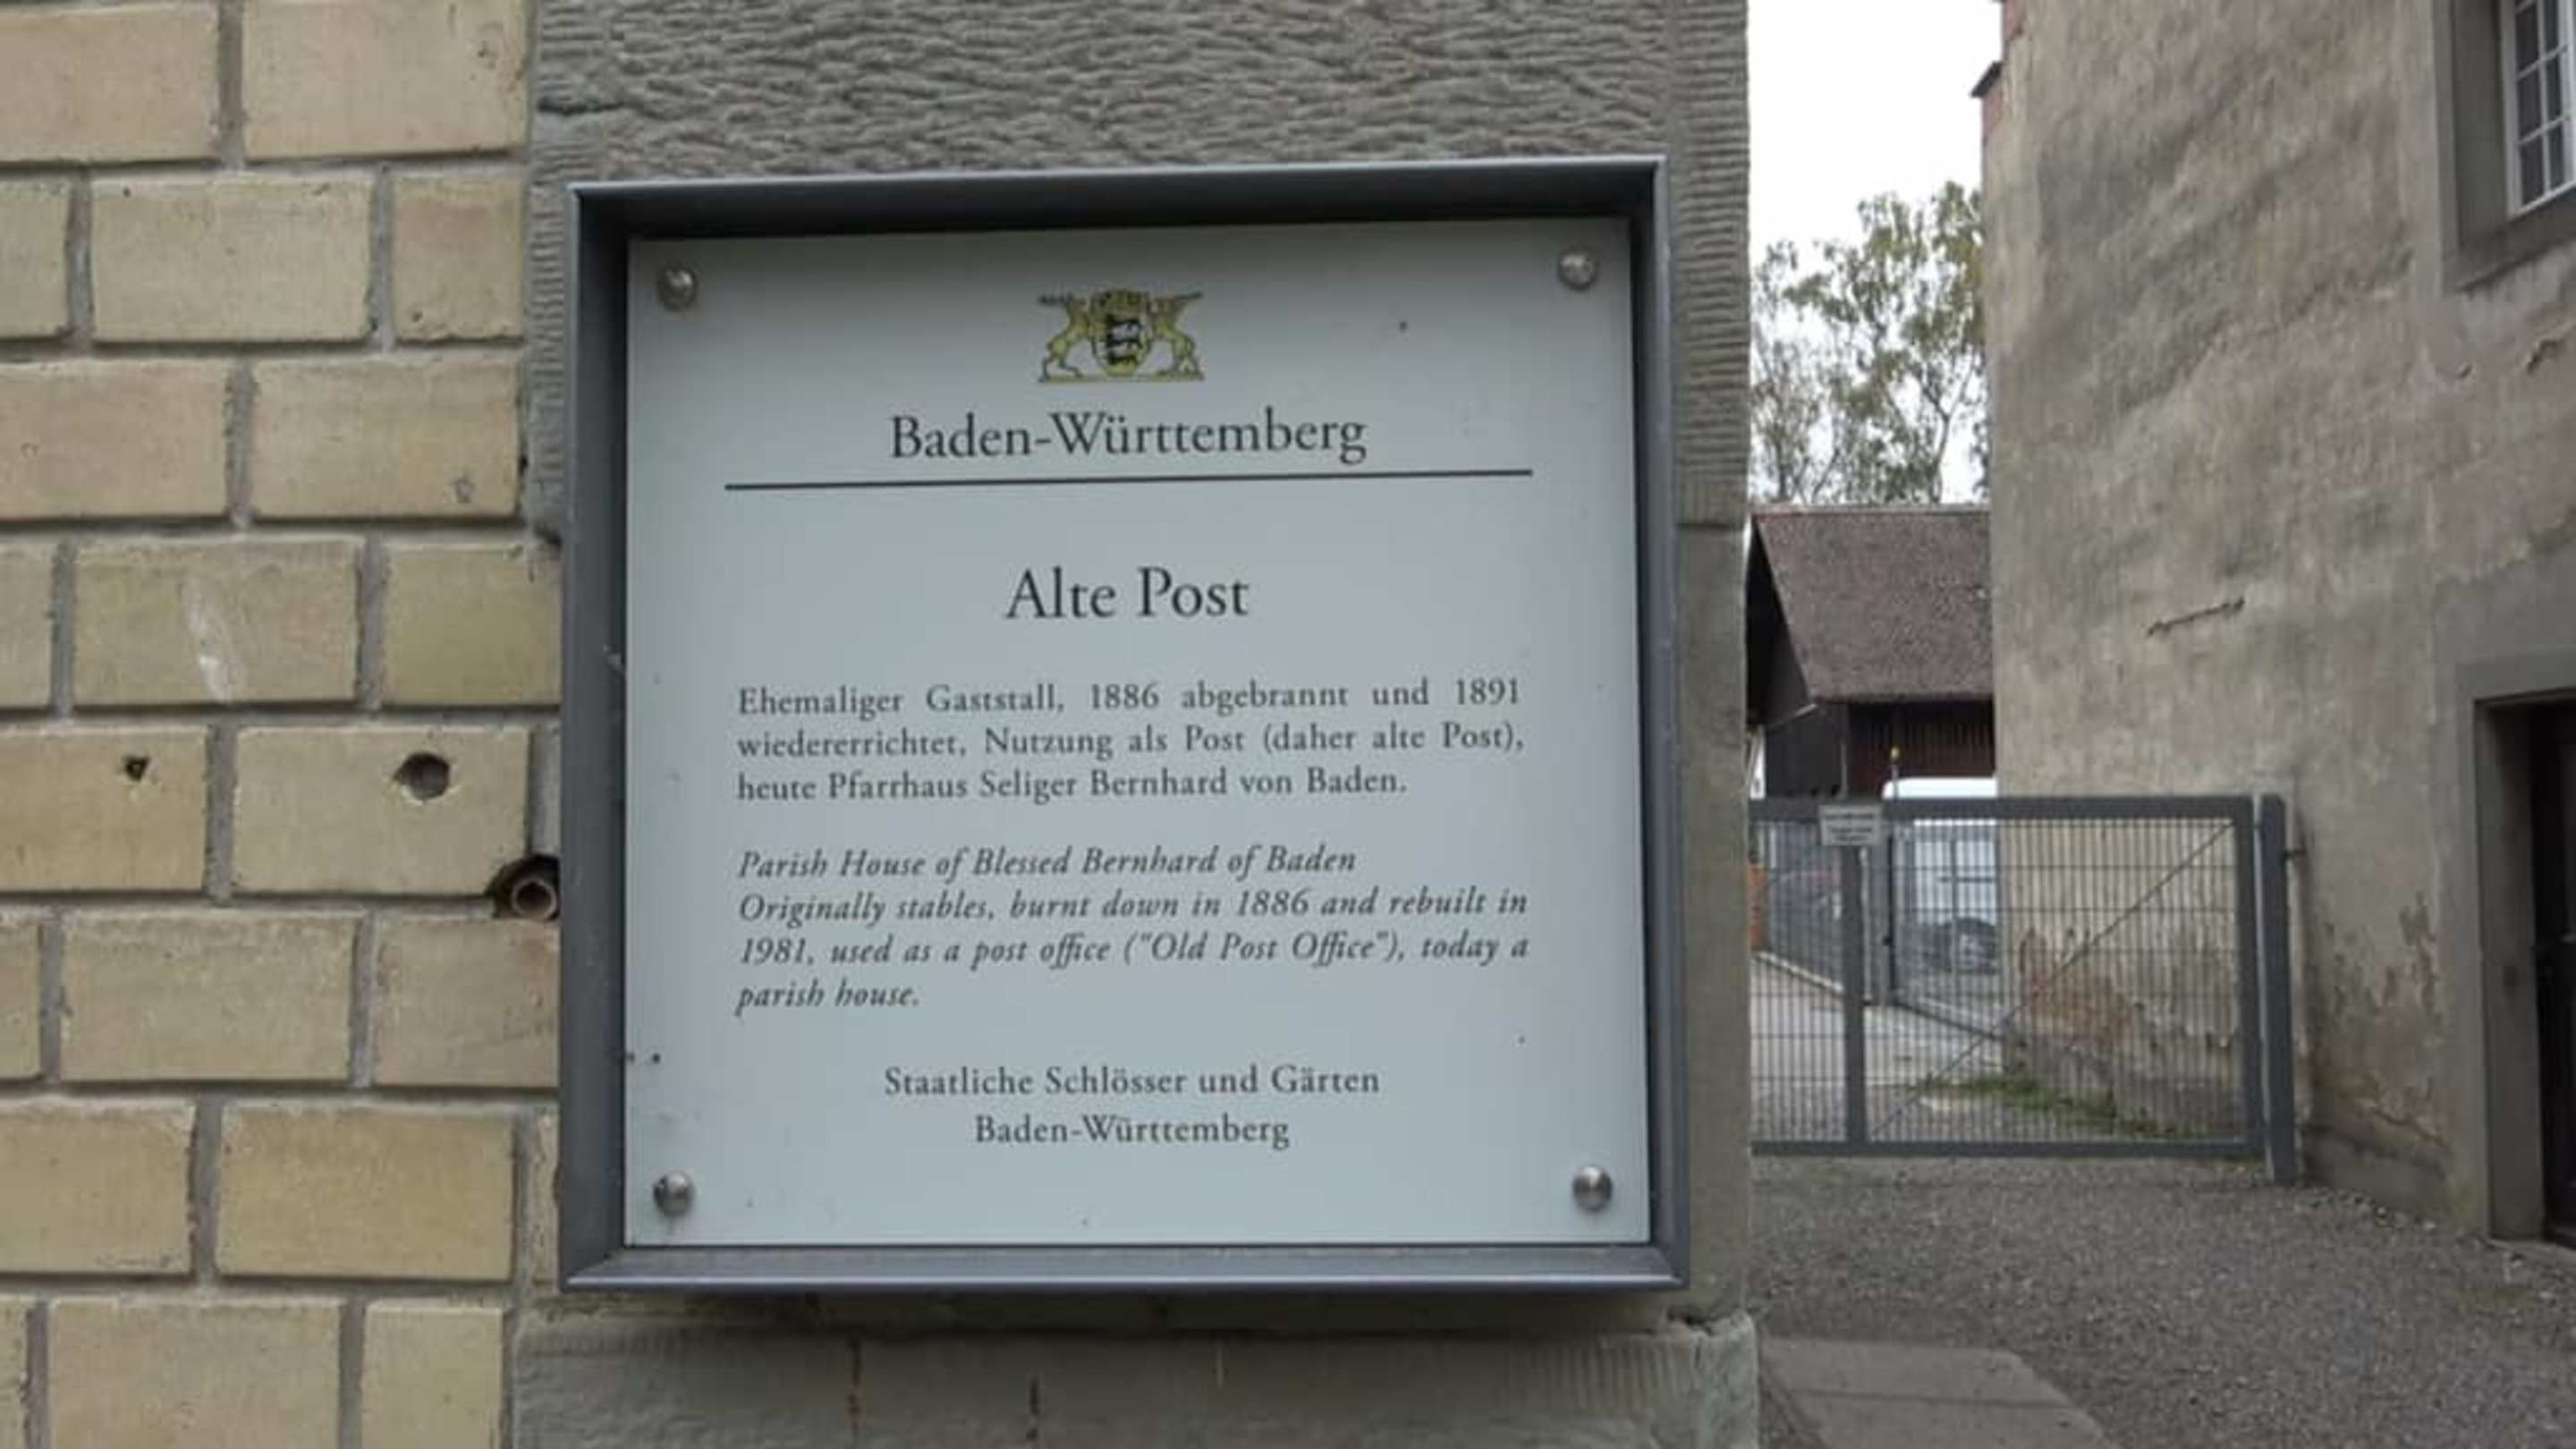 Baden-Württemberg
Alte Post
Ehemaliger Gaststall, 1886 abgebrannt und 1891
wiedererrichtet, Nutzung als Post (daher alte Post),
heute Pfarrhaus Seliger Bernhard von Baden.
Parish House of Blessed Bernhard of Baden
Originally stables, burnt down in 1886 and rebuilt in
1981, used as a post office ("Old Post Office"), today a
parish house.
Staatliche Schlösser und Gärten
Baden-Württemberg